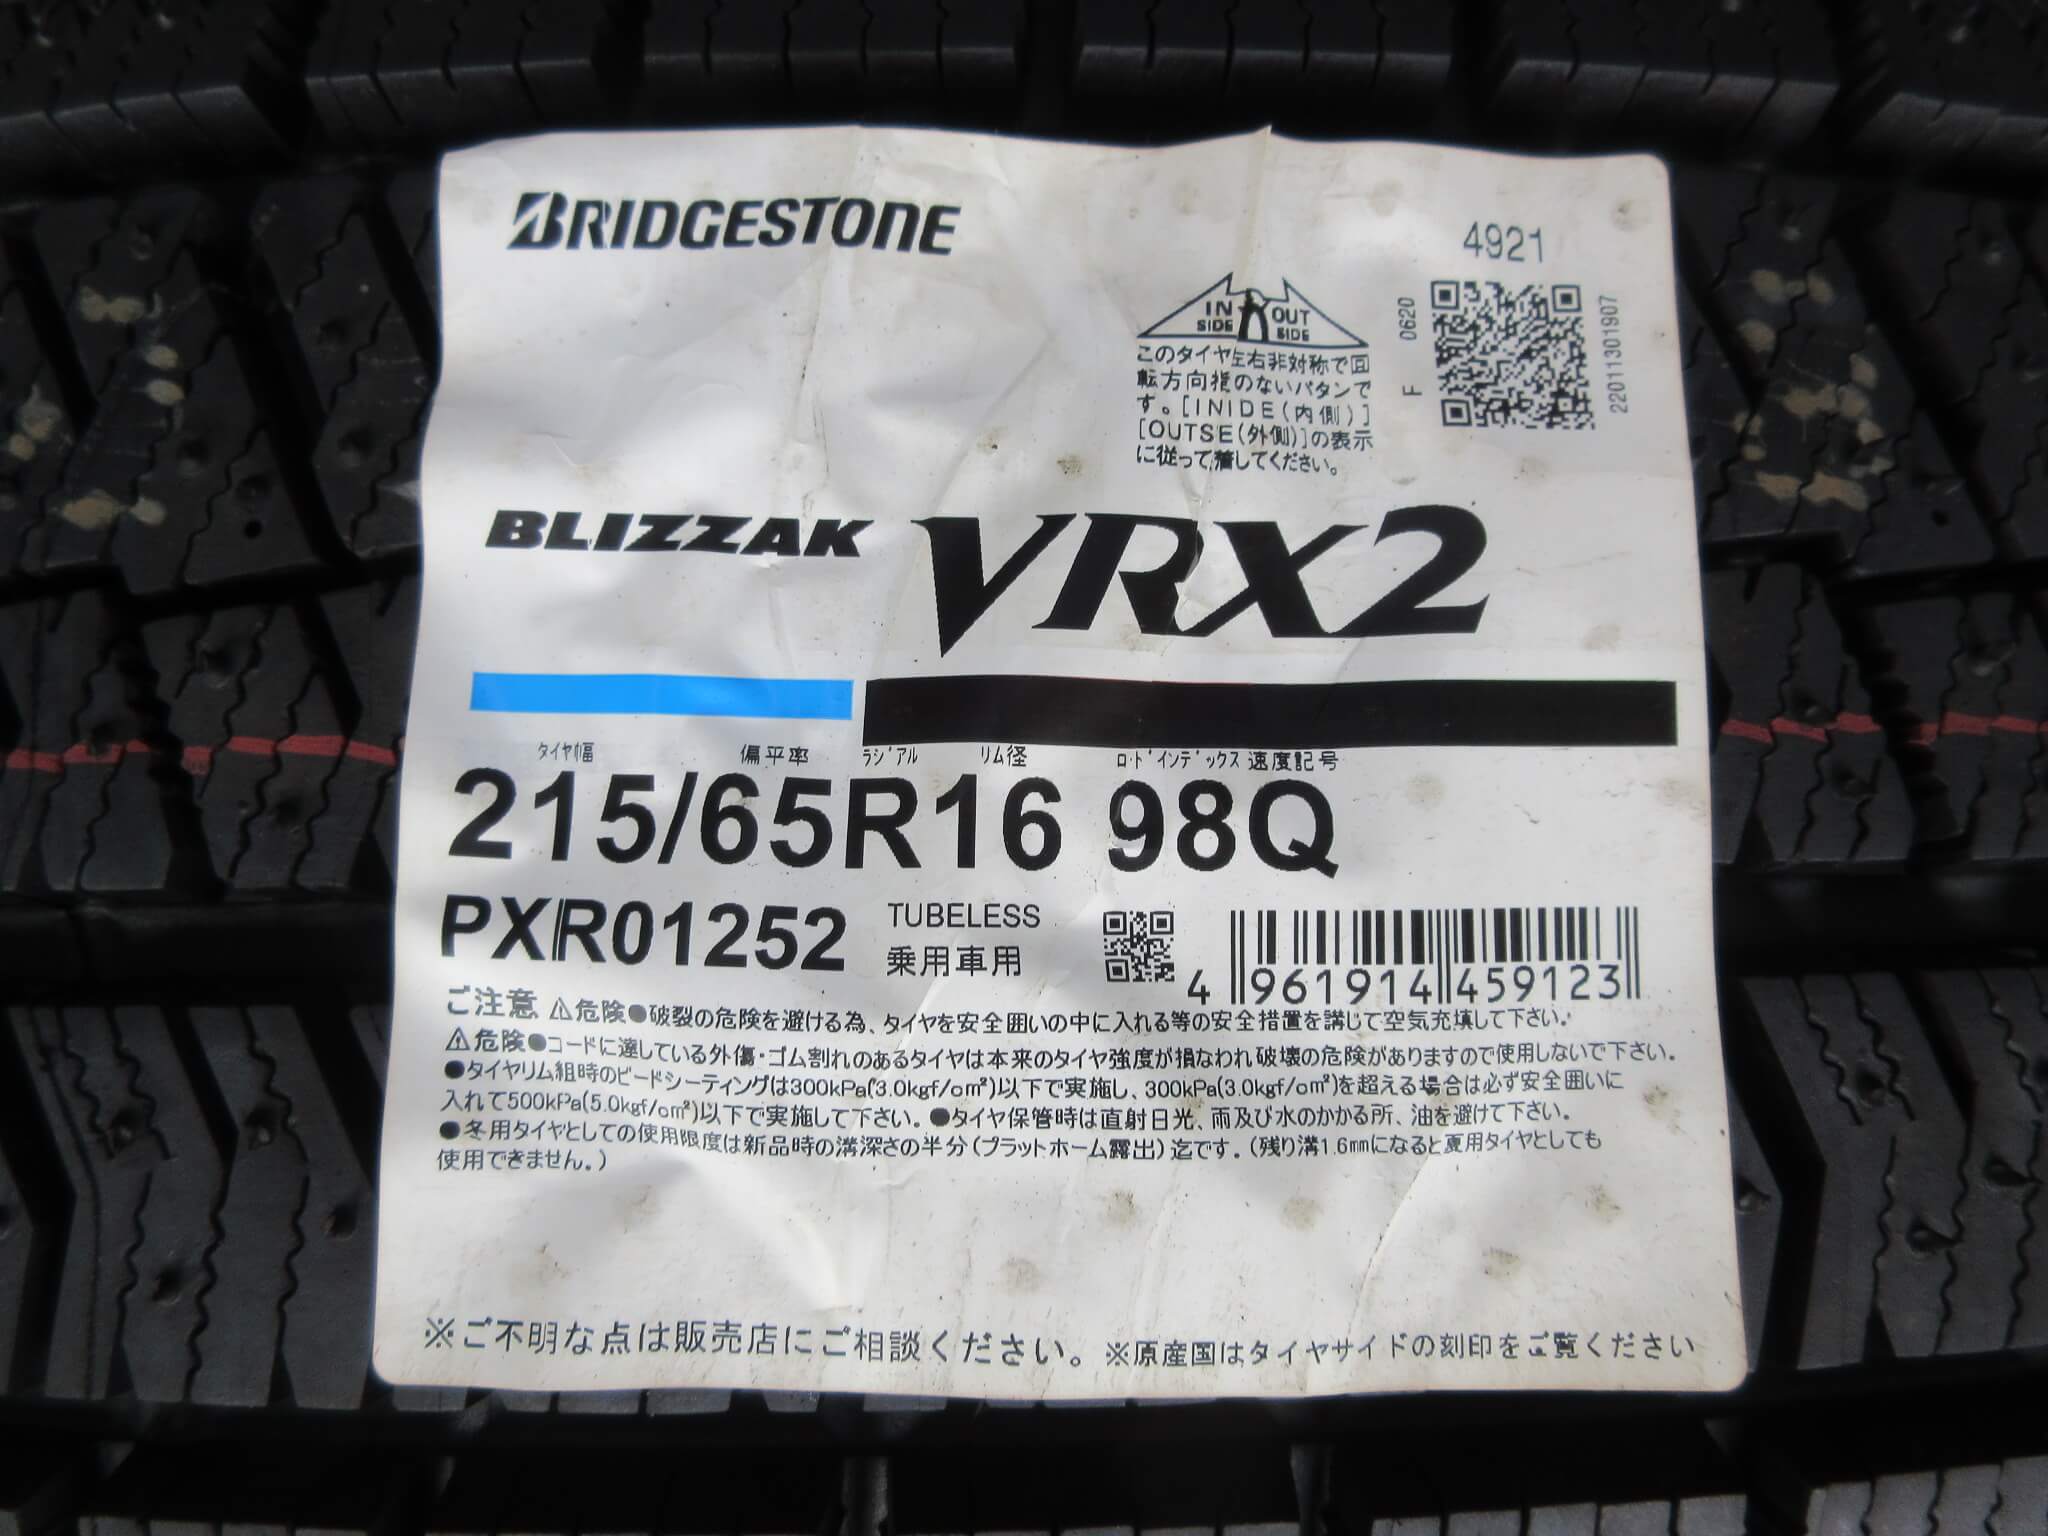 BRIDGESTONE
4921
IN SIDE OUT SIDE
F 0620
22011301907
このタイヤ左右非対称で回
転方向指のないパタンで
す。[INIDE(内側)]
[OUTSE(外側)]の表示
に従って着してください。
BLIZZAK VRX2
タイヤ幅 偏平率 ラジアル リム径 ロードインデックス 速度記号
215/65R16 98Q
PXR01252
TUBELESS
乗用車用
4 961914 459123
ご注意 ⚠危険●破裂の危険を避ける為、タイヤを安全囲いの中に入れる等の安全措置を講じて空気充填して下さい。
⚠危険●コードに達している外傷・ゴム割れのあるタイヤは本来のタイヤ強度が損なわれ破壊の危険がありますので使用しないで下さい。
●タイヤリム組時のビードシーティングは300kPa(3.0kgf/cm²)以下で実施し、300kPa(3.0kgf/cm²)を超える場合は必ず安全囲いに
入れて500kPa(5.0kgf/cm²)以下で実施して下さい。●タイヤ保管時は直射日光、雨及び水のかかる所、油を避けて下さい。
●冬用タイヤとしての使用限度は新品時の溝深さの半分(プラットホーム露出)迄です。(残り溝1.6mmになると夏用タイヤとしても
使用できません。)
※ご不明な点は販売店にご相談ください。※原産国はタイヤサイドの刻印をご覧ください